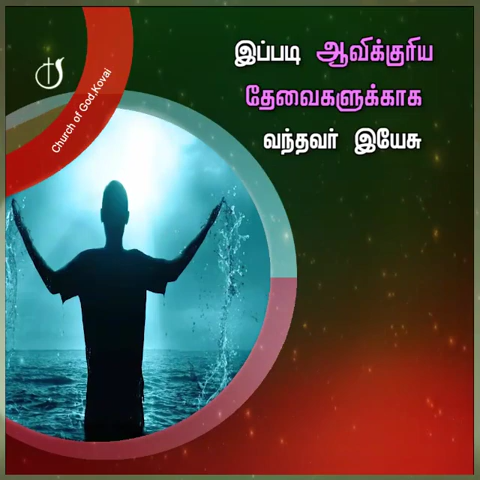 Church of God.Kovai
இப்படி ஆவிக்குரிய
தேவைகளுக்காக
வந்தவர் இயேசு